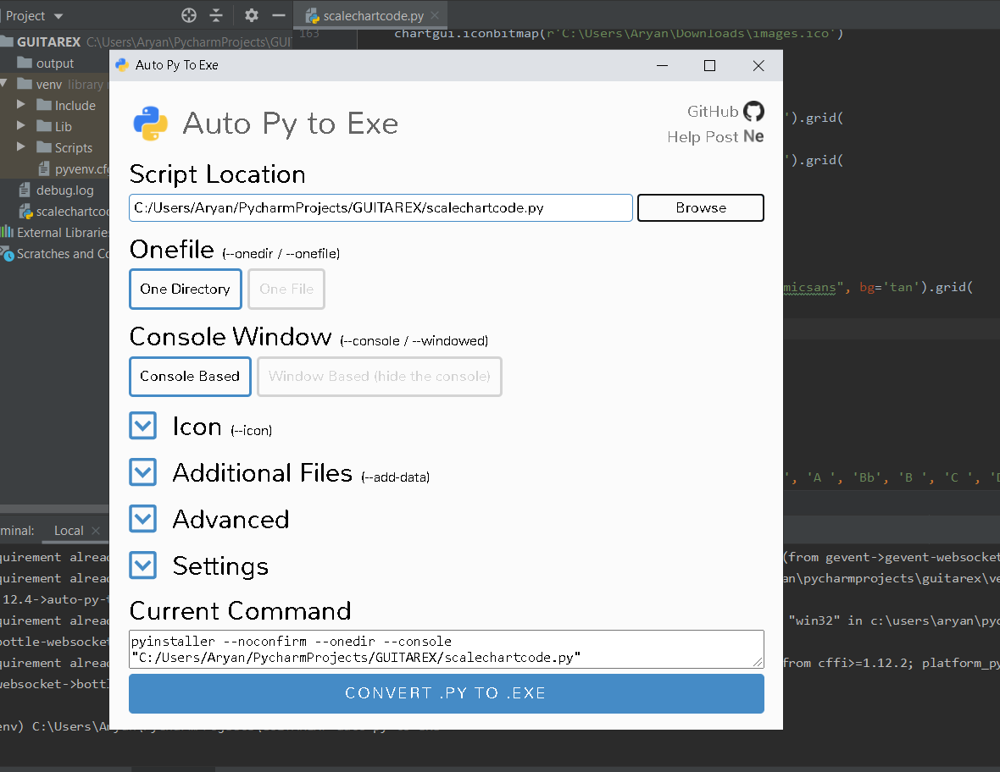 Project
scalechartcode.py
GUITAREX C:\Users\Aryan\PycharmProjects\GUI
163 chartgui.iconbitmap(r'C:\Users\Aryan\Downloads\images.ico')
output
Auto Py To Exe
venv library
Include
Lib
Scripts
pyvenv.cfg
debug.log
scalechartcod
External Libraries
Scratches and Co
Auto Py to Exe
GitHub
Help Post Ne
Script Location
C:/Users/Aryan/PycharmProjects/GUITAREX/scalechartcode.py
Browse
Onefile (--onedir / --onefile)
One Directory
One File
Console Window (--console / --windowed)
Console Based
Window Based (hide the console)
Icon (--icon)
Additional Files (--add-data)
Advanced
Settings
Current Command
pyinstaller --noconfirm --onedir --console
"C:/Users/Aryan/PycharmProjects/GUITAREX/scalechartcode.py"
CONVERT .PY TO .EXE
').grid(
').grid(
micsans", bg='tan').grid(
', 'A ', 'Bb', 'B ', 'C ', 'D
minal: Local
quirement alrea
(from gevent->gevent-websocket
quirement alrea
an\pycharmprojects\guitarex\ve
12.4->auto-py-t
quirement alrea
"win32" in c:\users\aryan\pyc
bottle-websocket
quirement alrea
from cffi>=1.12.2; platform_py
websocket->bottl
env) C:\Users\Ar